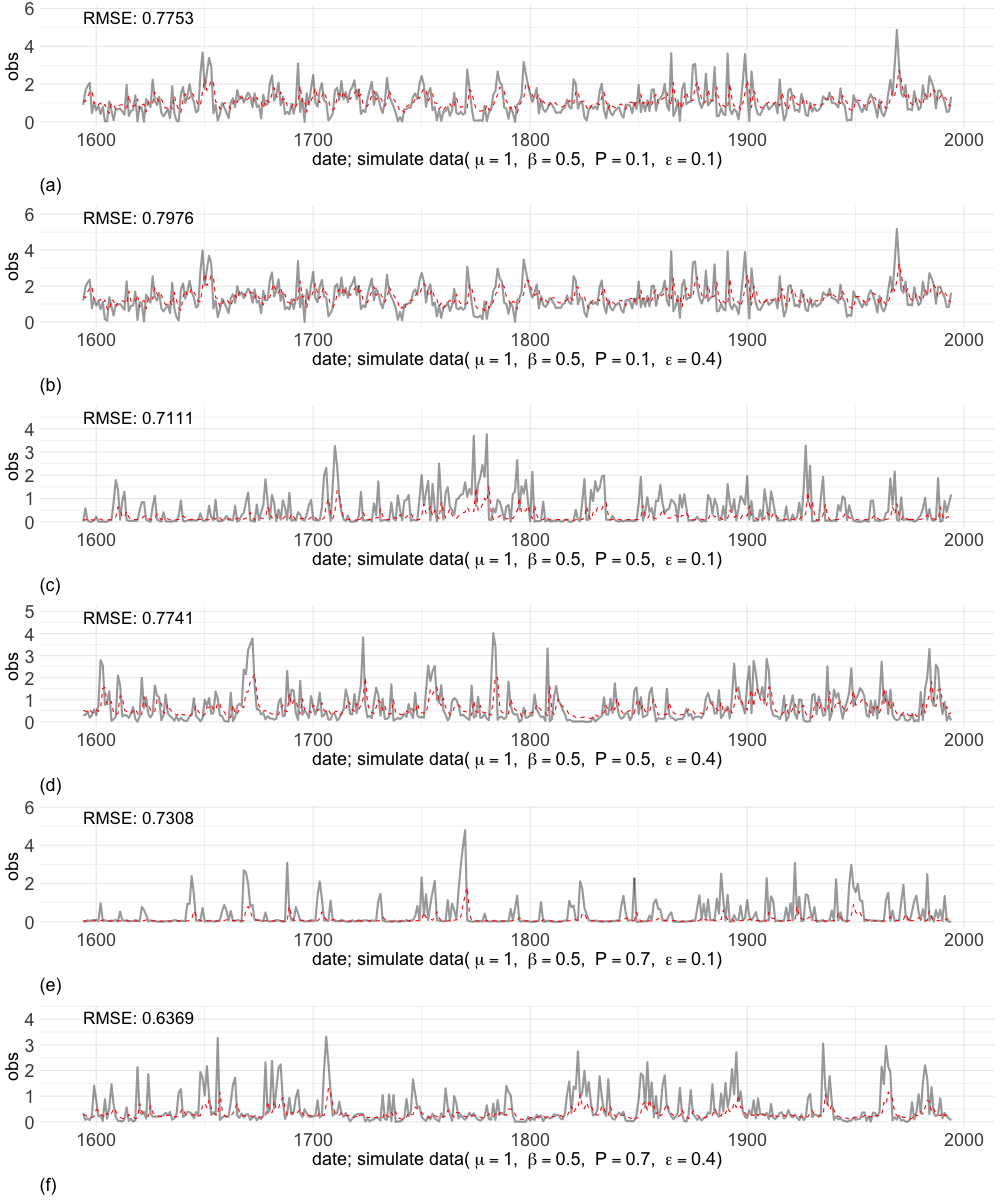 6
RMSE: 0.7753
4
obs
2
0
1600 1700 1800 1900 2000
date; simulate data( μ = 1, β = 0.5, P = 0.1, ε = 0.1)
(a)
6
RMSE: 0.7976
4
obs
2
0
1600 1700 1800 1900 2000
date; simulate data( μ = 1, β = 0.5, P = 0.1, ε = 0.4)
(b)
RMSE: 0.7111
4
3
obs
2
1
0
1600 1700 1800 1900 2000
date; simulate data( μ = 1, β = 0.5, P = 0.5, ε = 0.1)
(c)
5
RMSE: 0.7741
4
3
obs
2
1
0
1600 1700 1800 1900 2000
date; simulate data( μ = 1, β = 0.5, P = 0.5, ε = 0.4)
(d)
6
RMSE: 0.7308
4
obs
2
0
1600 1700 1800 1900 2000
date; simulate data( μ = 1, β = 0.5, P = 0.7, ε = 0.1)
(e)
4
RMSE: 0.6369
3
obs
2
1
0
1600 1700 1800 1900 2000
date; simulate data( μ = 1, β = 0.5, P = 0.7, ε = 0.4)
(f)